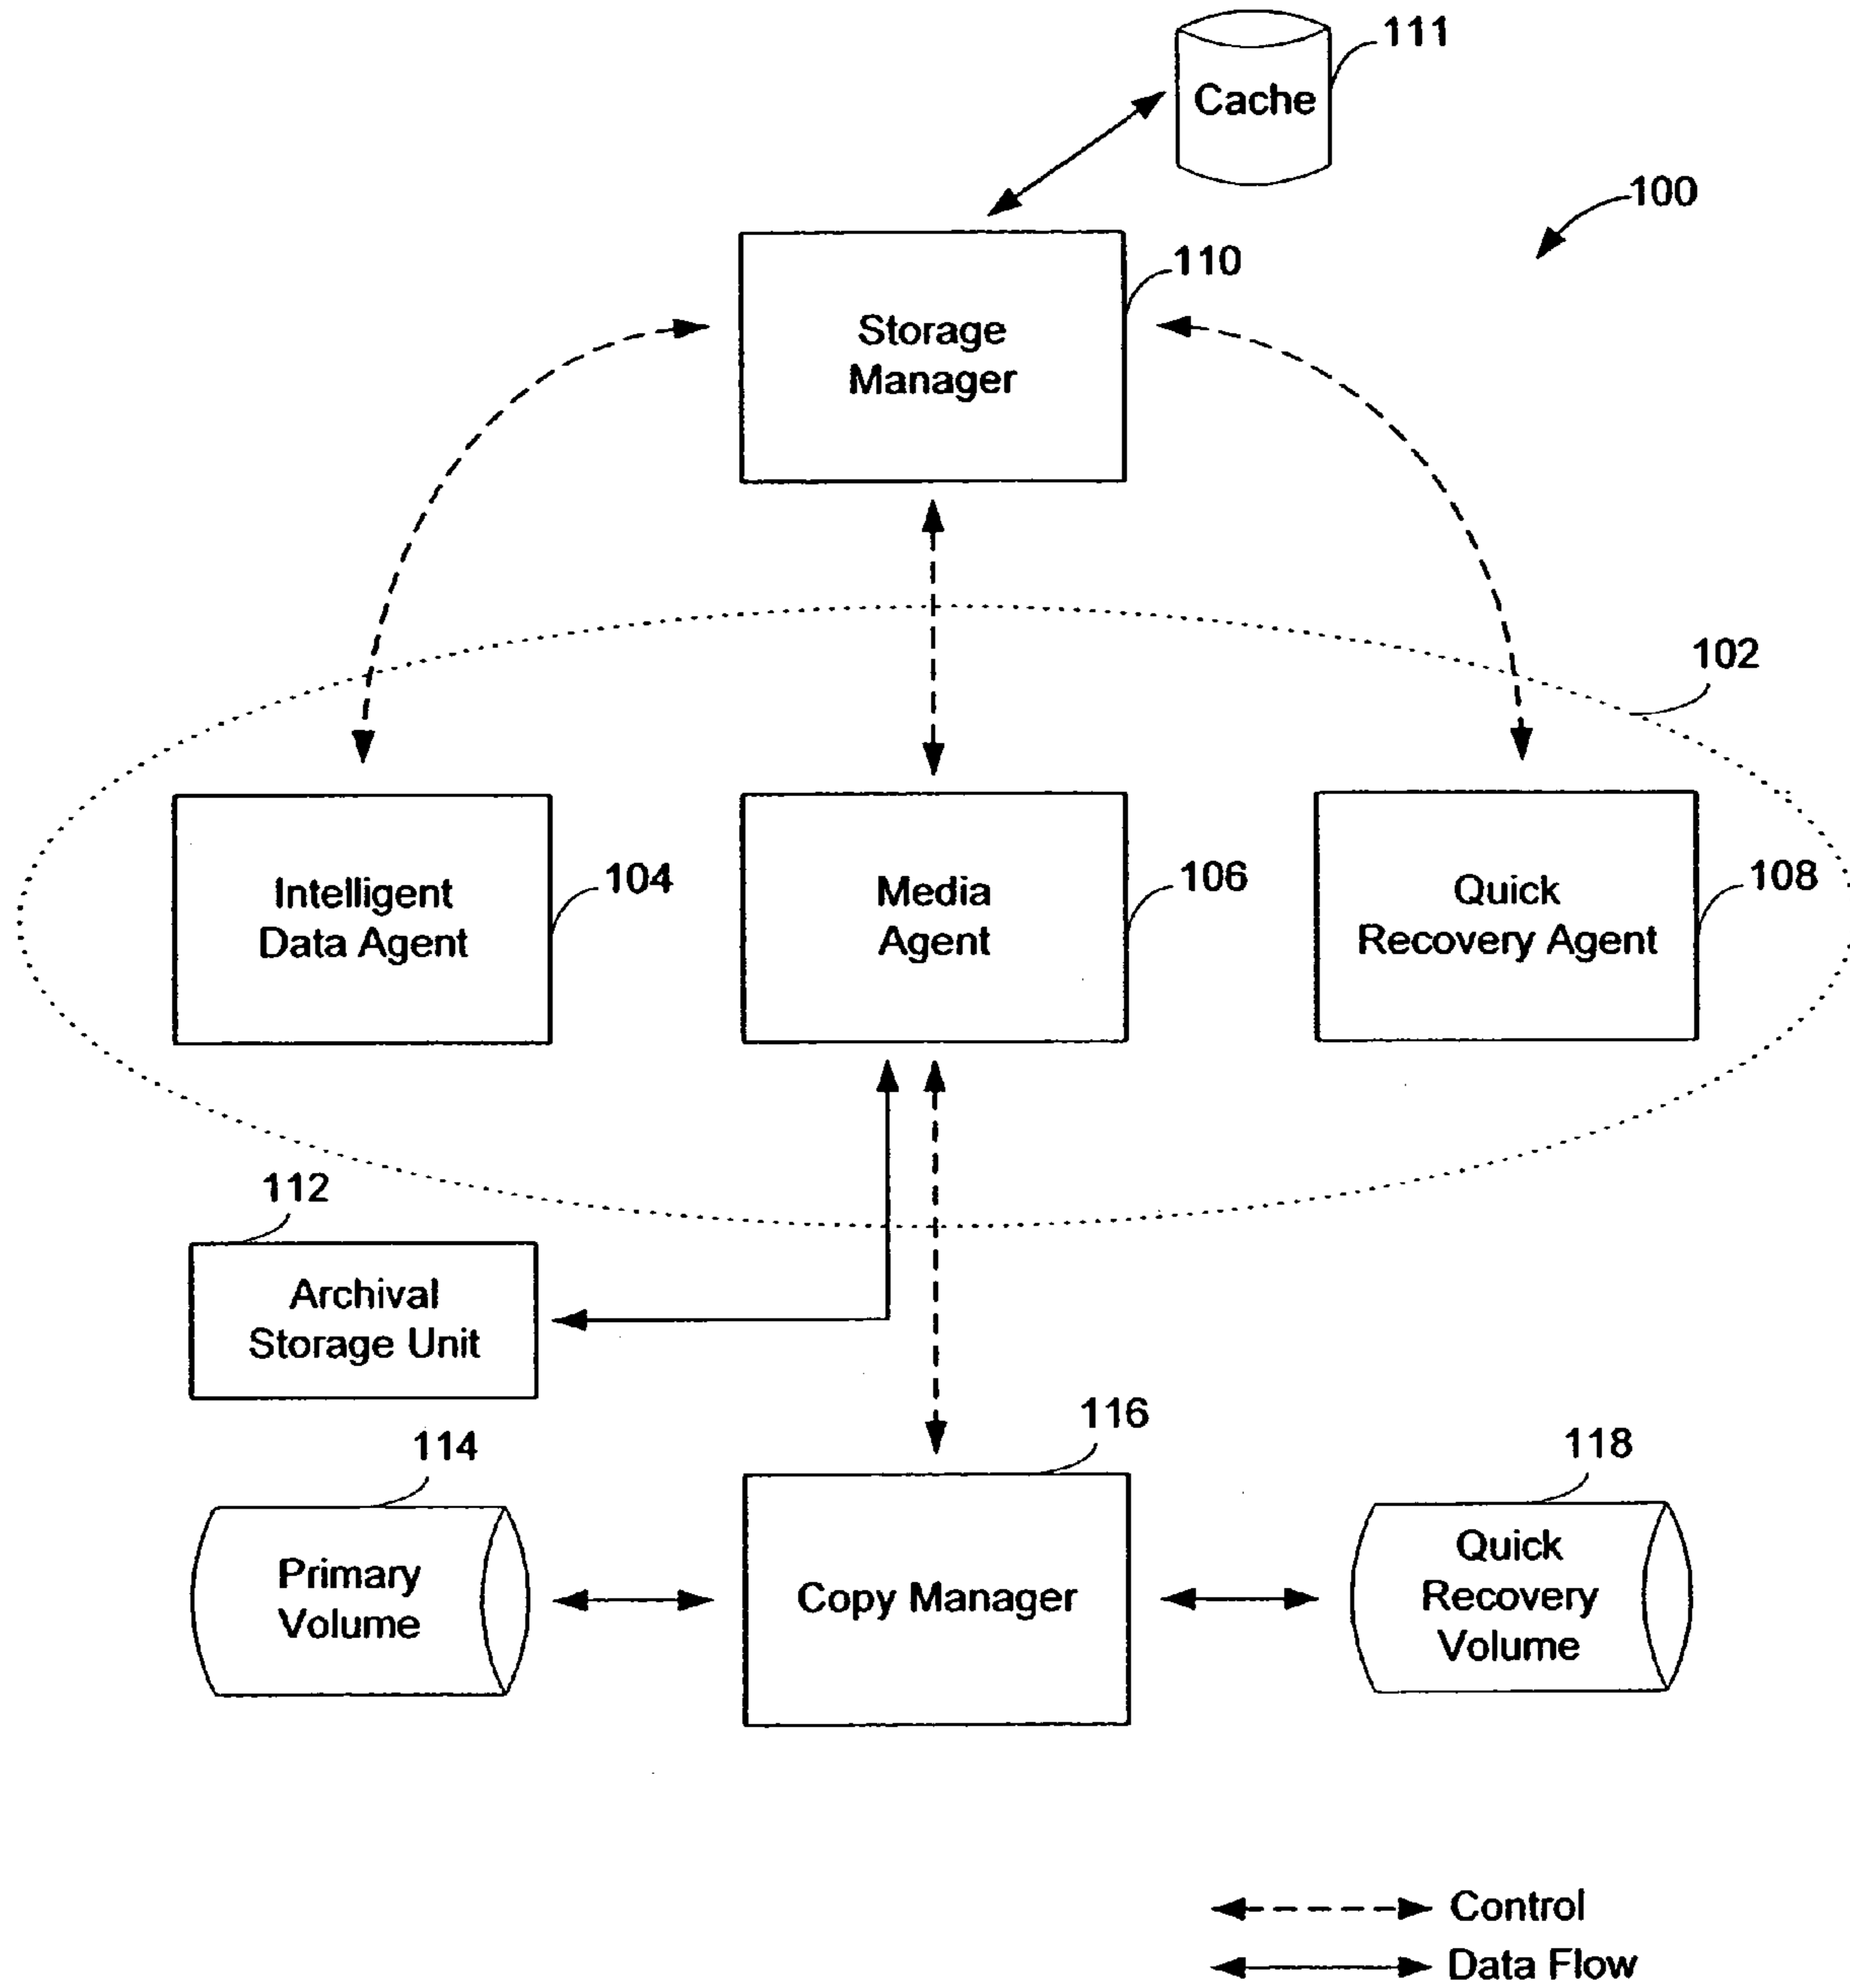 111
Cache
100
110
Storage
Manager
102
Intelligent
Data Agent
104
Media
Agent
106
Quick
Recovery Agent
108
112
Archival
Storage Unit
114
116
118
Primary
Volume
Copy Manager
Quick
Recovery
Volume
Control
Data Flow